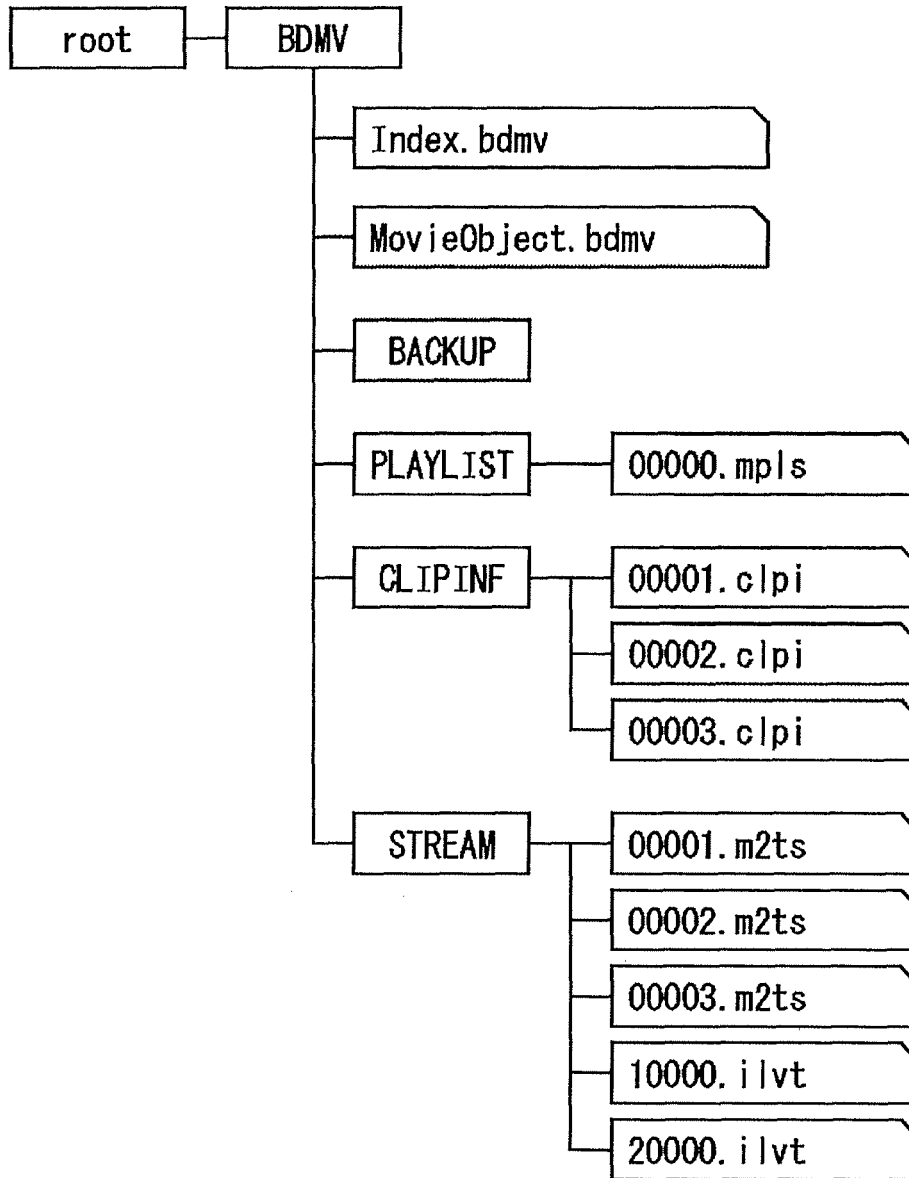 root BDMV
Index.bdmv
MovieObject.bdmv
BACKUP
PLAYLIST 00000.mpls
CLIPINF 00001.clpi
00002.clpi
00003.clpi
STREAM 00001.m2ts
00002.m2ts
00003.m2ts
10000.ilvt
20000.ilvt